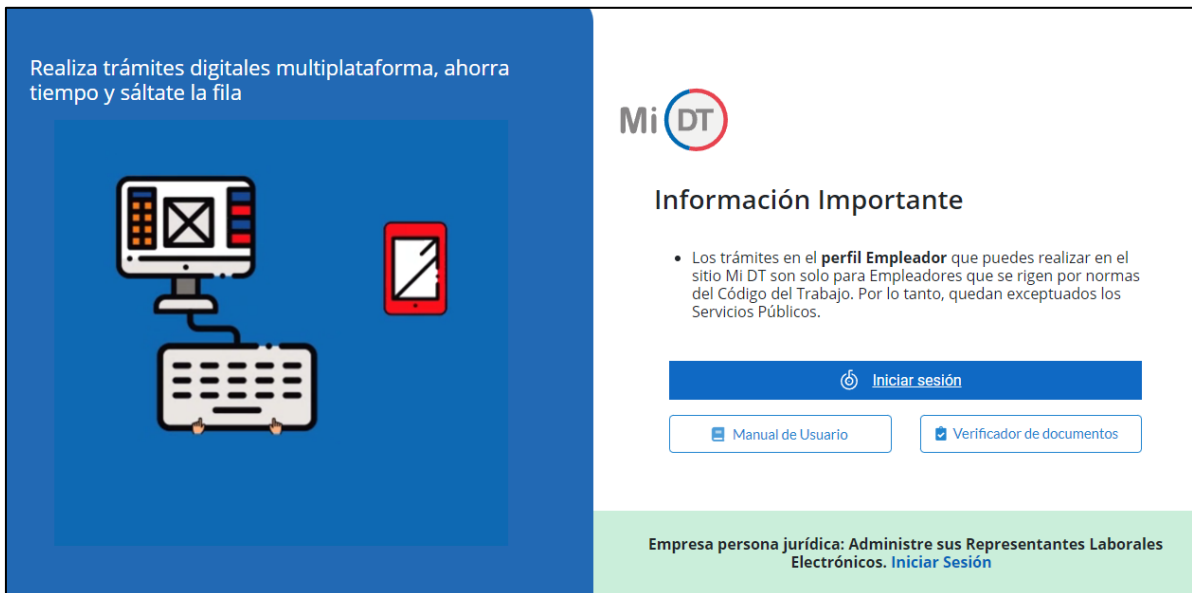 Realiza trámites digitales multiplataforma, ahorra
tiempo y sáltate la fila
Mi DT
Información Importante
• Los trámites en el perfil Empleador que puedes realizar en el
sitio Mi DT son solo para Empleadores que se rigen por normas
del Código del Trabajo. Por lo tanto, quedan exceptuados los
Servicios Públicos.
Iniciar sesión
Manual de Usuario
Verificador de documentos
Empresa persona jurídica: Administre sus Representantes Laborales
Electrónicos. Iniciar Sesión